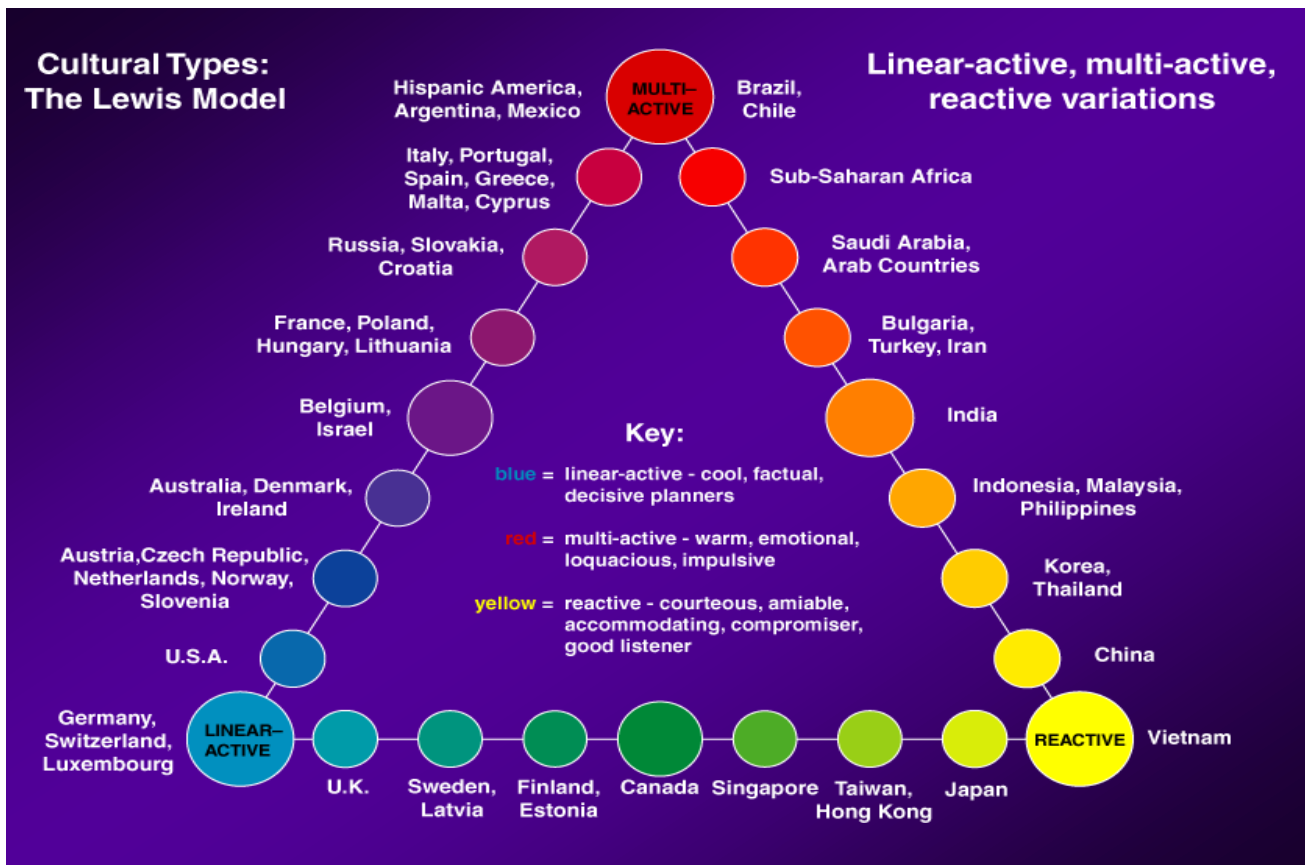 Cultural Types:
The Lewis Model
Linear-active, multi-active,
reactive variations
MULTI–
ACTIVE
Hispanic America,
Argentina, Mexico
Brazil,
Chile
Italy, Portugal,
Spain, Greece,
Malta, Cyprus
Sub-Saharan Africa
Russia, Slovakia,
Croatia
Saudi Arabia,
Arab Countries
France, Poland,
Hungary, Lithuania
Bulgaria,
Turkey, Iran
Belgium,
Israel
India
Key:
blue = linear-active - cool, factual,
decisive planners
red = multi-active - warm, emotional,
loquacious, impulsive
yellow = reactive - courteous, amiable,
accommodating, compromiser,
good listener
Australia, Denmark,
Ireland
Indonesia, Malaysia,
Philippines
Austria,Czech Republic,
Netherlands, Norway,
Slovenia
Korea,
Thailand
U.S.A.
China
Germany,
Switzerland,
Luxembourg
LINEAR–
ACTIVE
REACTIVE
Vietnam
U.K.
Sweden,
Latvia
Finland,
Estonia
Canada
Singapore
Taiwan,
Hong Kong
Japan